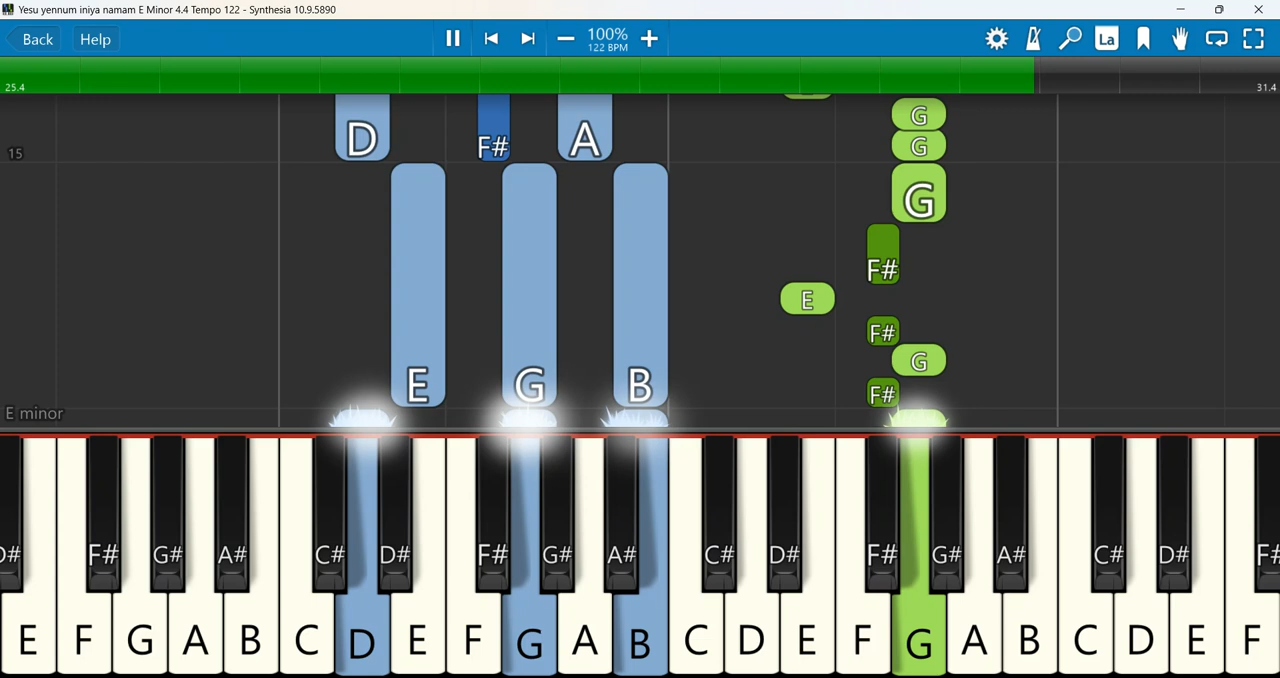 Yesu yennum iniya namam E Minor 4.4 Tempo 122 - Synthesia 10.9.5890
Back Help 100% La
122 BPM
25.4 31.4
G
D F# A G
15
G
F#
E
F#
G
E G B F#
E minor
D# F# G# A# C# D# F# G# A# C# D# F# G# A# C# D# F#
E F G A B C D E F G A B C D E F G A B C D E F